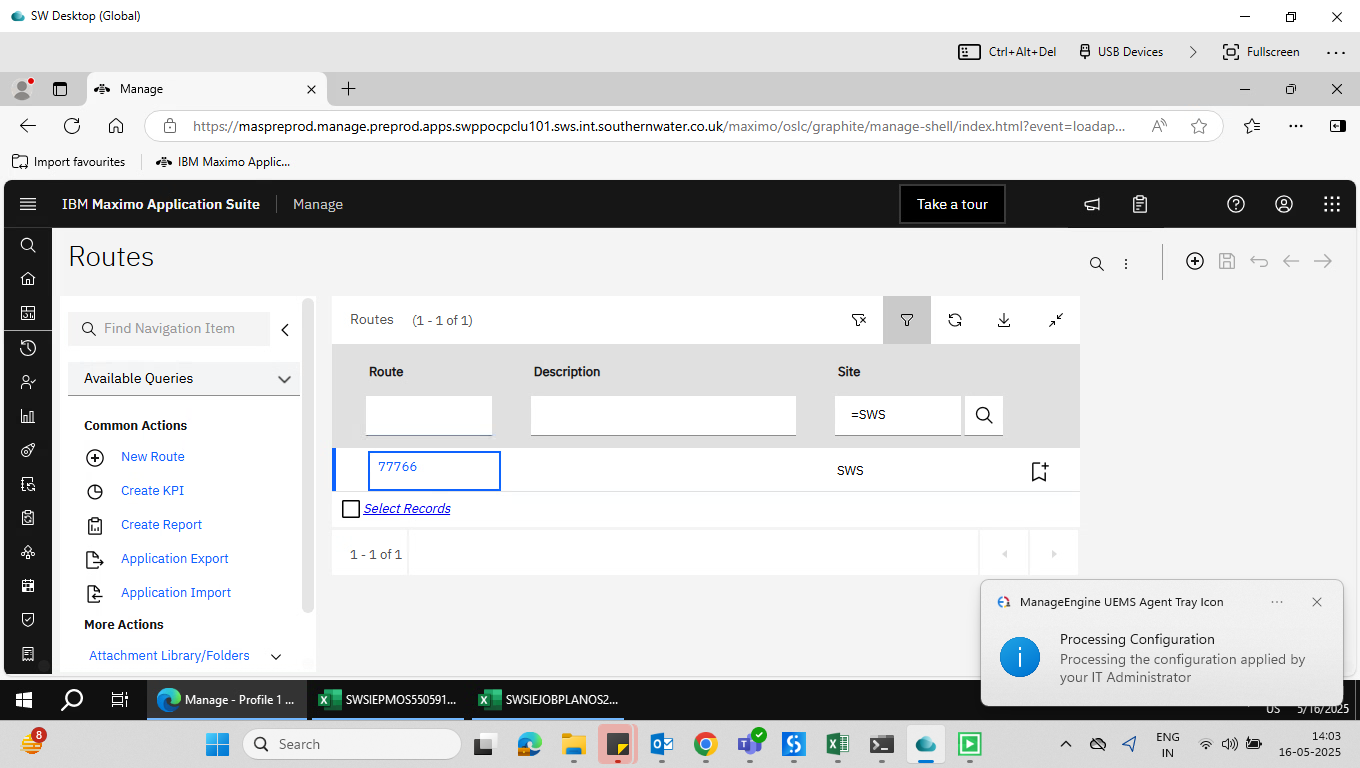 SW Desktop (Global)
Ctrl+Alt+Del
USB Devices
Fullscreen
Manage
https://maspreprod.manage.preprod.apps.swppocpclu101.sws.int.southernwater.co.uk/maximo/oslc/graphite/manage-shell/index.html?event=loadap...
Import favourites
IBM Maximo Applic...
IBM Maximo Application Suite
Manage
Take a tour
Routes
Find Navigation Item
Available Queries
Common Actions
New Route
Create KPI
Create Report
Application Export
Application Import
More Actions
Attachment Library/Folders
Routes (1 - 1 of 1)
Route Description Site
=SWS
77766 SWS
Select Records
1 - 1 of 1
ManageEngine UEMS Agent Tray Icon
Processing Configuration
Processing the configuration applied by
your IT Administrator
Manage - Profile 1 ...
SWSIEPMOS550591...
SWSIEJOBPLANOS2...
US 5/16/2025
8
Search
ENG
IN
14:03
16-05-2025